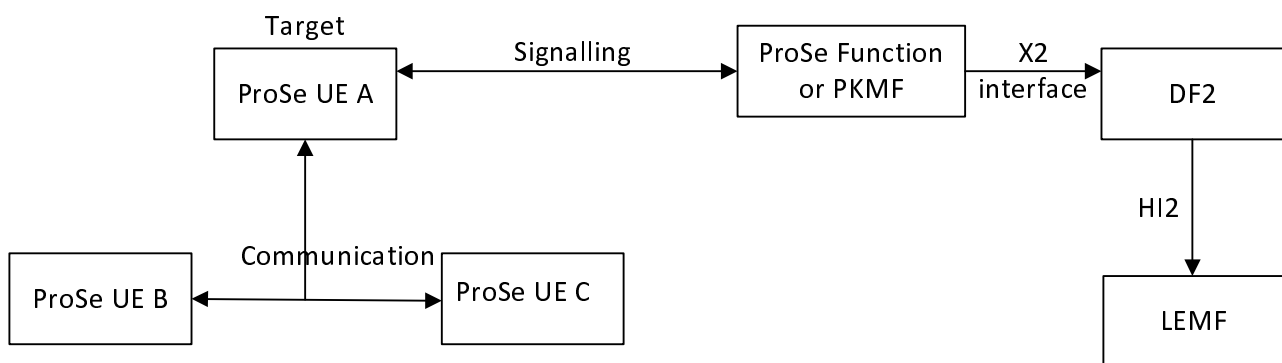 Target
ProSe UE A
Signalling
ProSe Function
or PKMF
X2
interface
DF2
HI2
Communication
ProSe UE B
ProSe UE C
LEMF